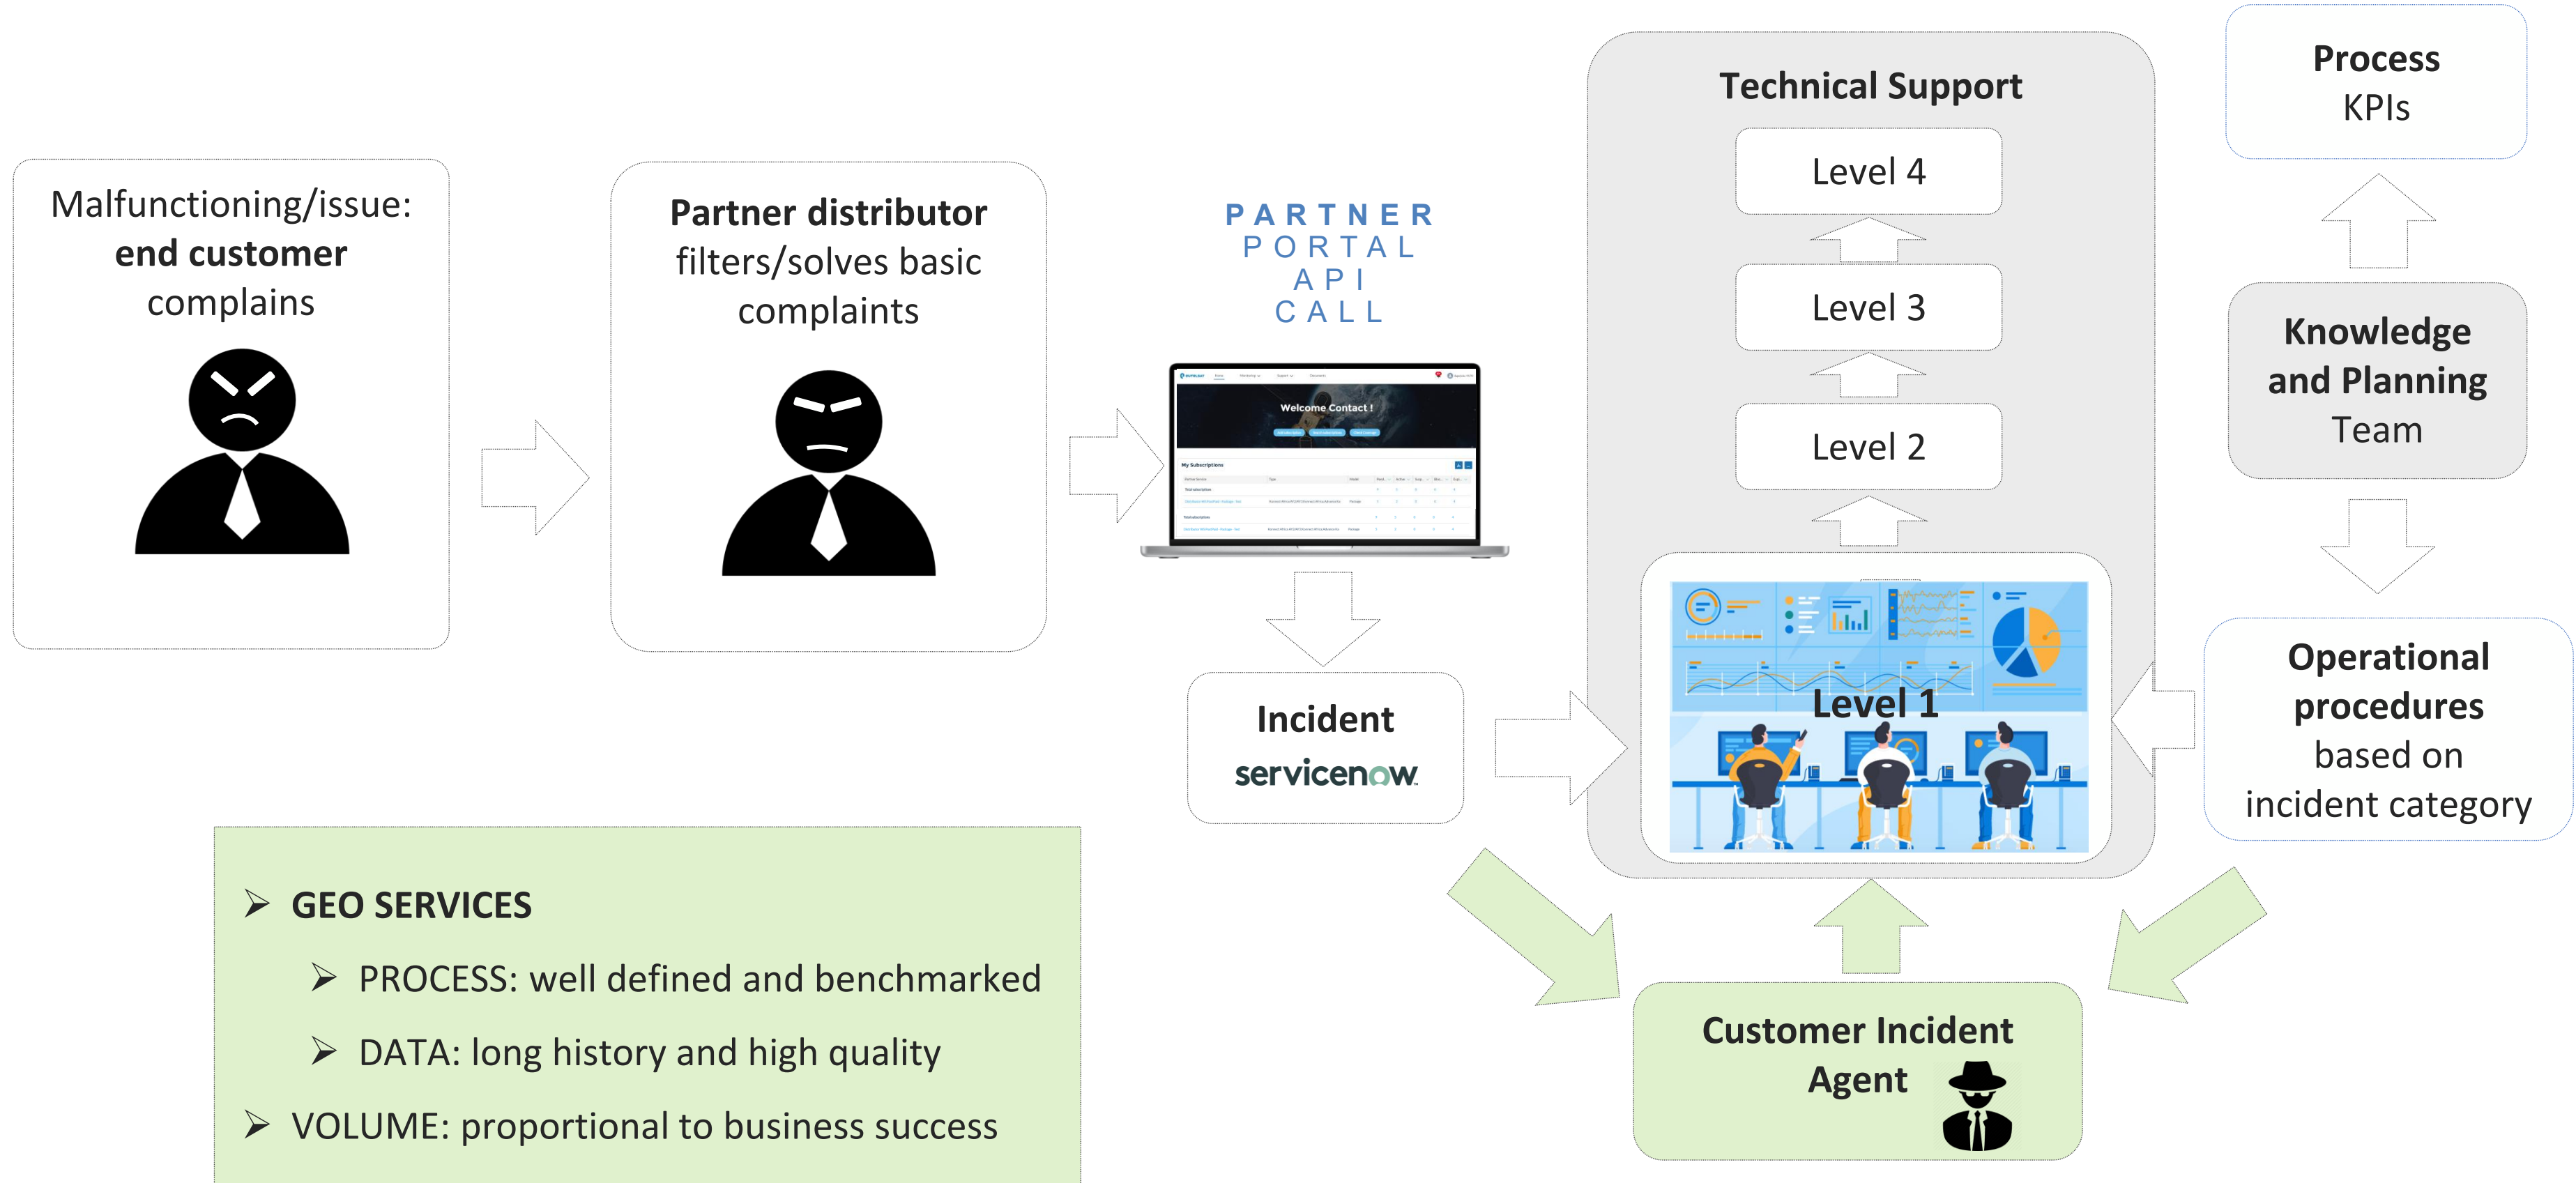 Malfunctioning/issue:
end customer
complains
Partner distributor
filters/solves basic
complaints
PARTNER
PORTAL
API
CALL
Welcome Contact !
My Subscriptions
Incident
servicenow
Technical Support
Level 4
Level 3
Level 2
Level 1
Process
KPIs
Knowledge
and Planning
Team
Operational
procedures
based on
incident category
Customer Incident
Agent
➢ GEO SERVICES
➢ PROCESS: well defined and benchmarked
➢ DATA: long history and high quality
➢ VOLUME: proportional to business success